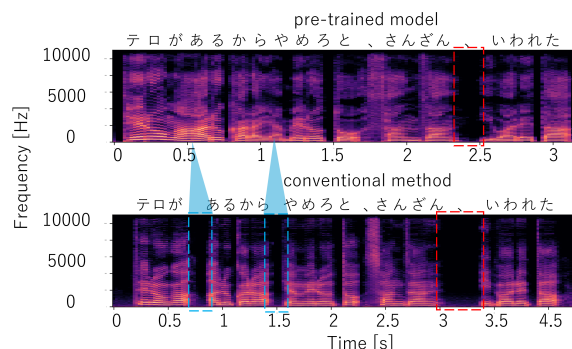 pre-trained model
テロがあるからやめろと、さんざん、いわれた
10000
5000
0
0 0.5 1 1.5 2 2.5 3
Frequency [Hz]
conventional method
テロが あるから やめろと、さんざん 、 いわれた
10000
5000
0
0 0.5 1 1.5 2 2.5 3 3.5 4 4.5
Time [s]